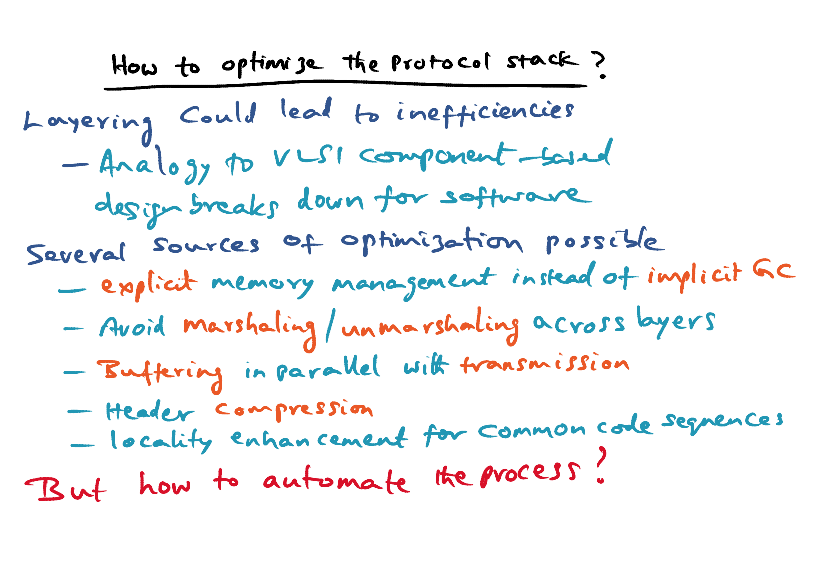 How to optimize the protocol stack?
Layering could lead to inefficiencies
– Analogy to VLSI component-based
design breaks down for software
Several sources of optimization possible
– explicit memory management instead of implicit GC
– Avoid marshaling/unmarshaling across layers
– Buffering in parallel with transmission
– Header compression
– locality enhancement for common code sequences
But how to automate the process?